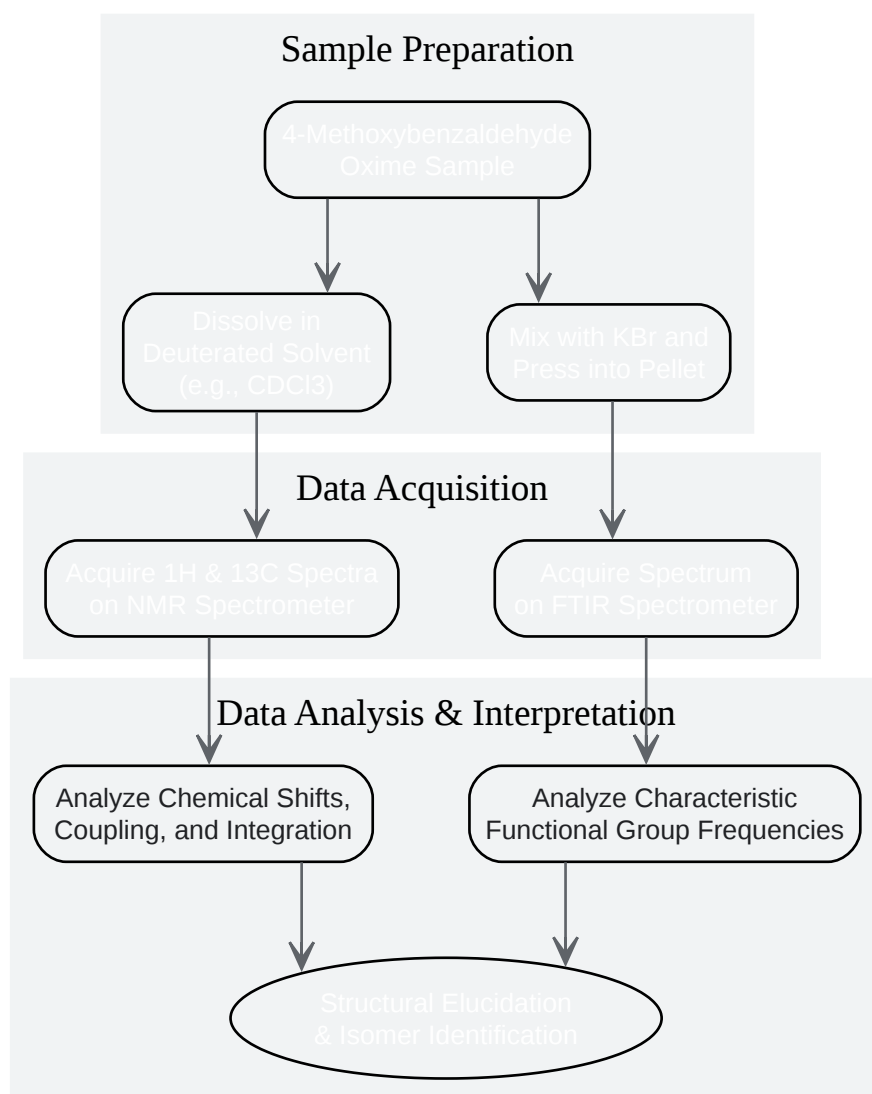 Sample Preparation
4-Methoxybenzaldehyde
Oxime Sample
Dissolve in
Deuterated Solvent
(e.g., CDCl3)
Mix with KBr and
Press into Pellet
Data Acquisition
Acquire 1H & 13C Spectra
on NMR Spectrometer
Acquire Spectrum
on FTIR Spectrometer
Data Analysis & Interpretation
Analyze Chemical Shifts,
Coupling, and Integration
Analyze Characteristic
Functional Group Frequencies
Structural Elucidation
& Isomer Identification